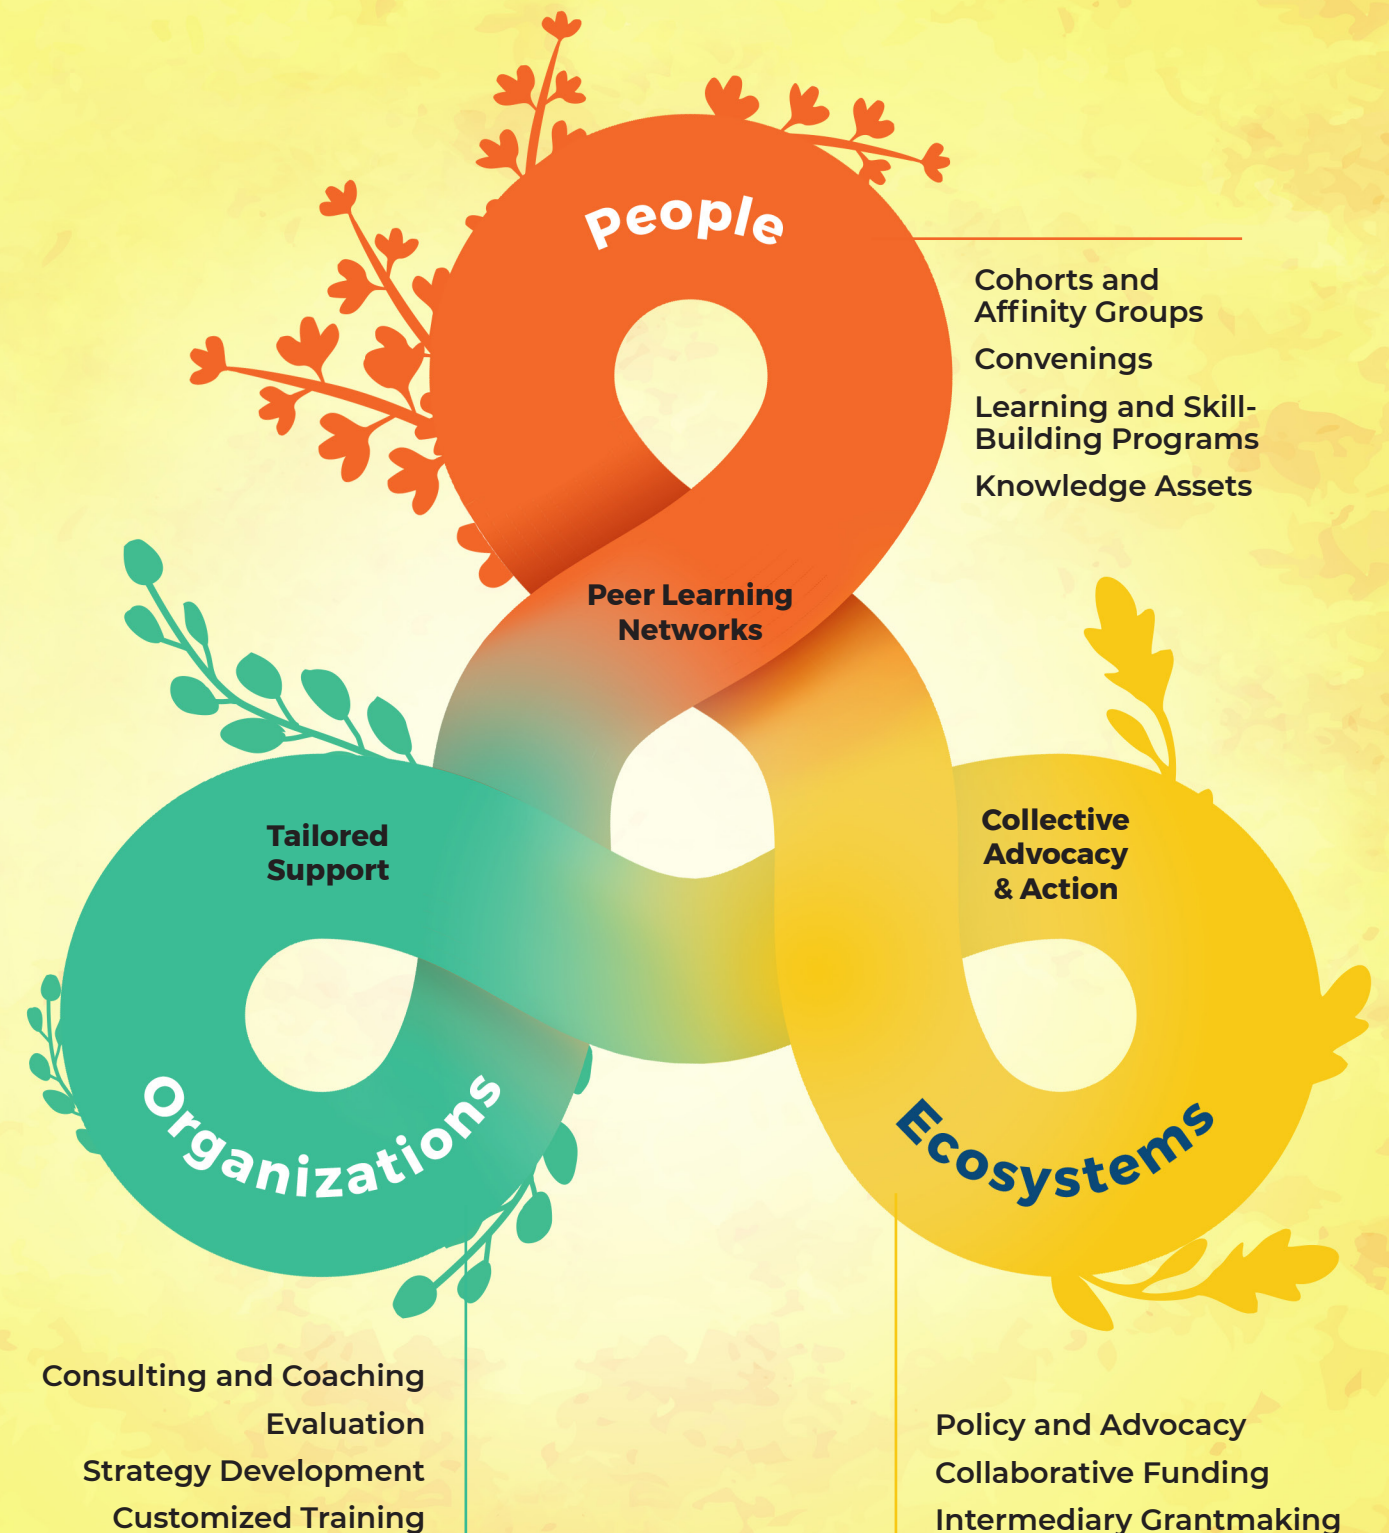 People
Cohorts and
Affinity Groups
Convenings
Learning and Skill-
Building Programs
Knowledge Assets
Peer Learning
Networks
Tailored
Support
Collective
Advocacy
& Action
Organizations
Ecosystems
Consulting and Coaching
Evaluation
Strategy Development
Customized Training
Policy and Advocacy
Collaborative Funding
Intermediary Grantmaking